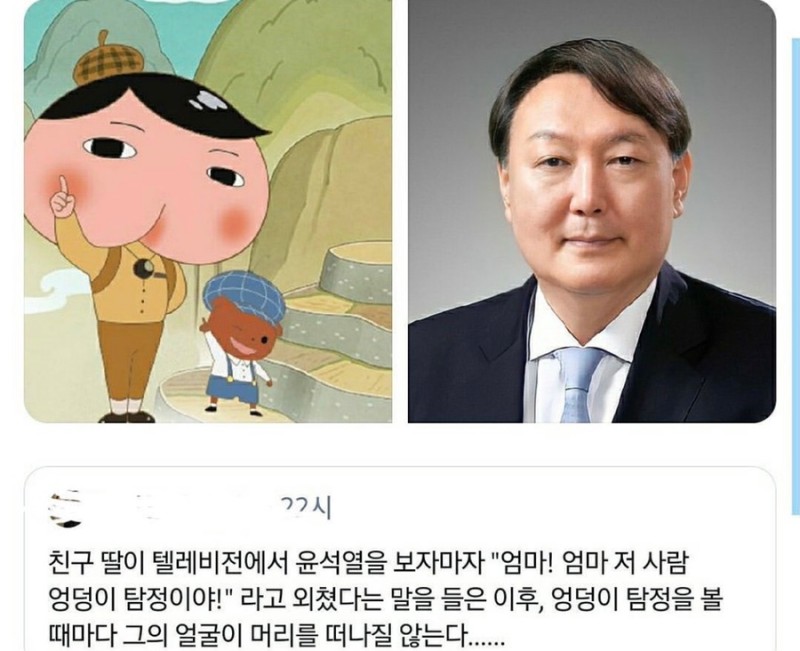 22시
친구 딸이 텔레비전에서 윤석열을 보자마자 "엄마! 엄마 저 사람
엉덩이 탐정이야!" 라고 외쳤다는 말을 들은 이후, 엉덩이 탐정을 볼
때마다 그의 얼굴이 머리를 떠나질 않는다......